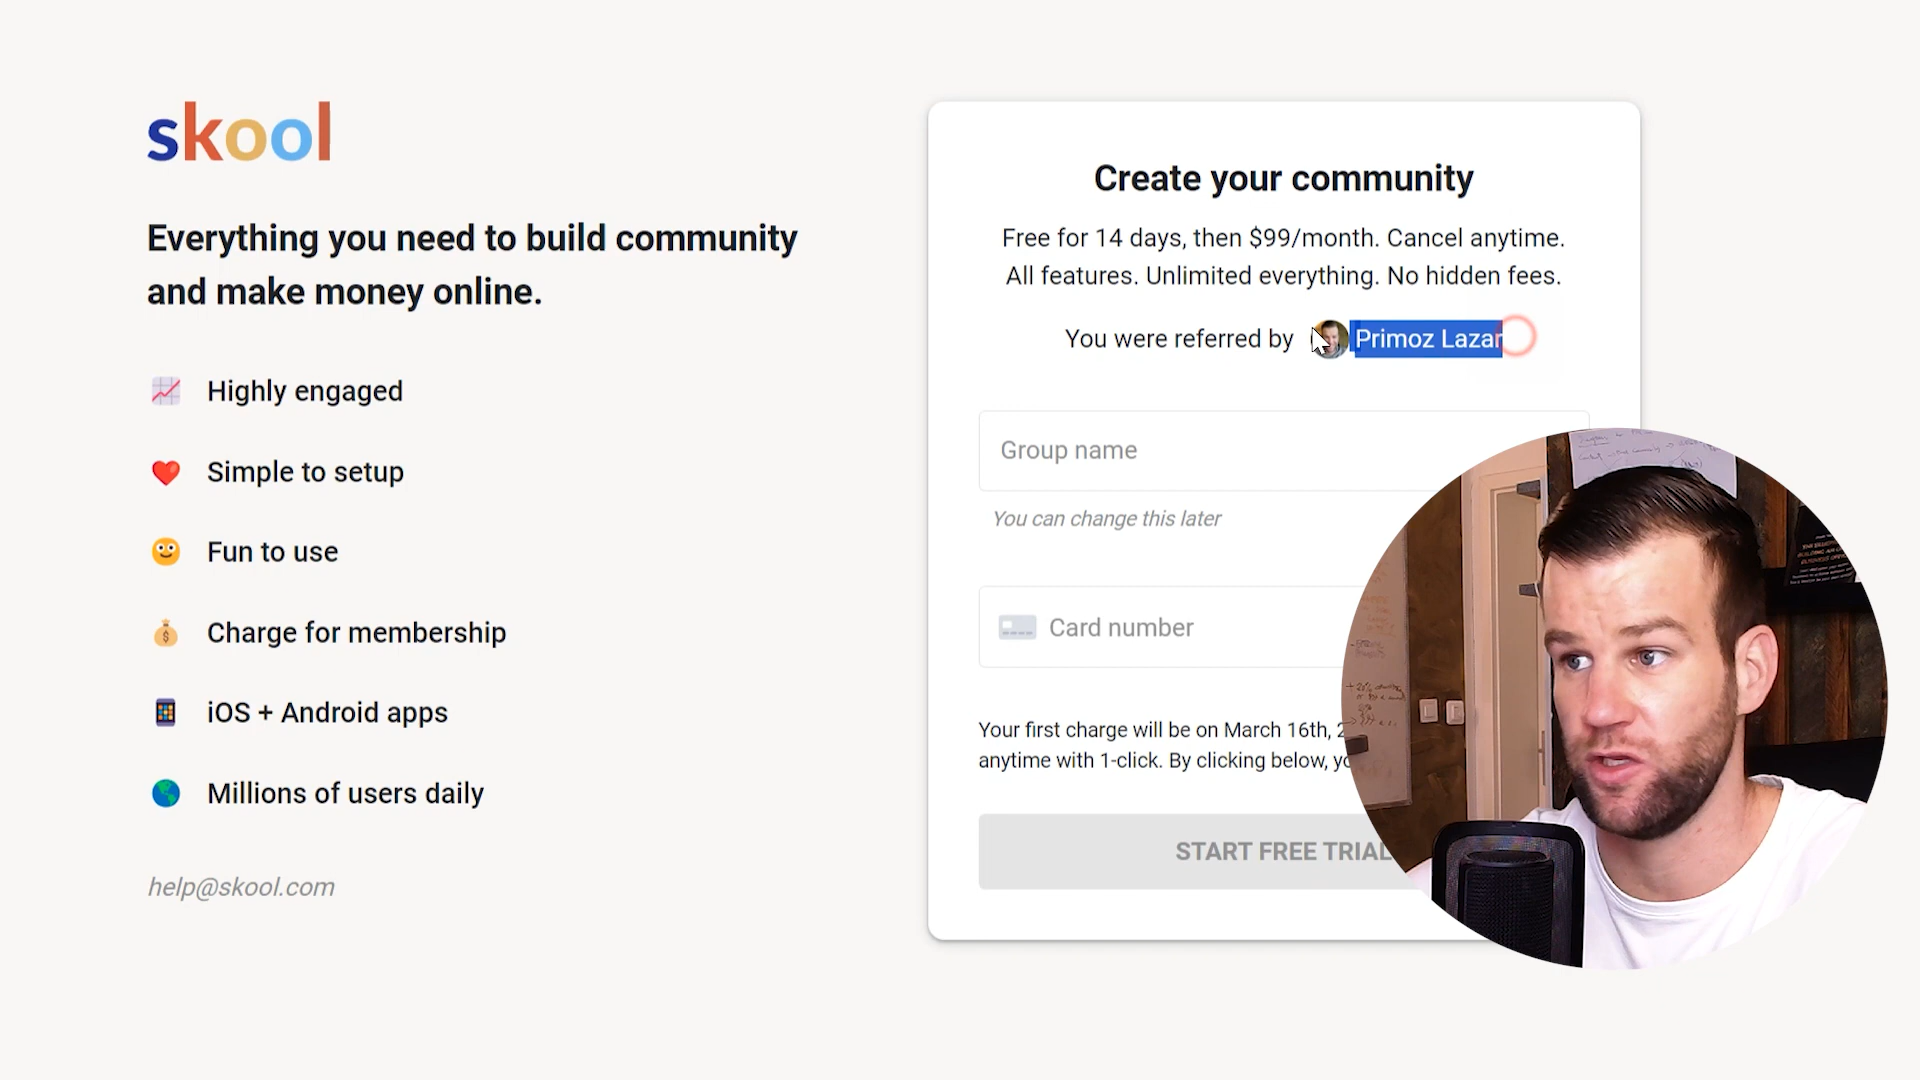 skool
Everything you need to build community
and make money online.
Highly engaged
Simple to setup
Fun to use
Charge for membership
iOS + Android apps
Millions of users daily
help@skool.com
Create your community
Free for 14 days, then $99/month. Cancel anytime.
All features. Unlimited everything. No hidden fees.
You were referred by Primoz Lazar
Group name
You can change this later
Card number
Your first charge will be on March 16th, 2
anytime with 1-click. By clicking below, yo
START FREE TRIAL